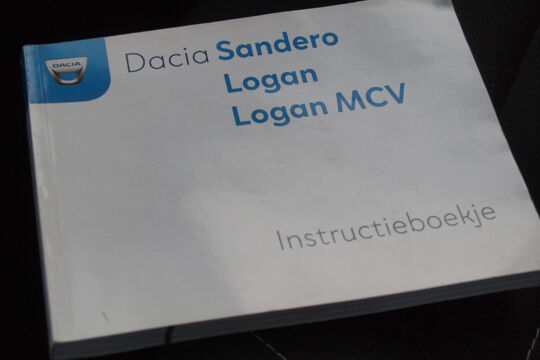 DACIA
Dacia Sandero
Logan
Logan MCV
Instructieboekje